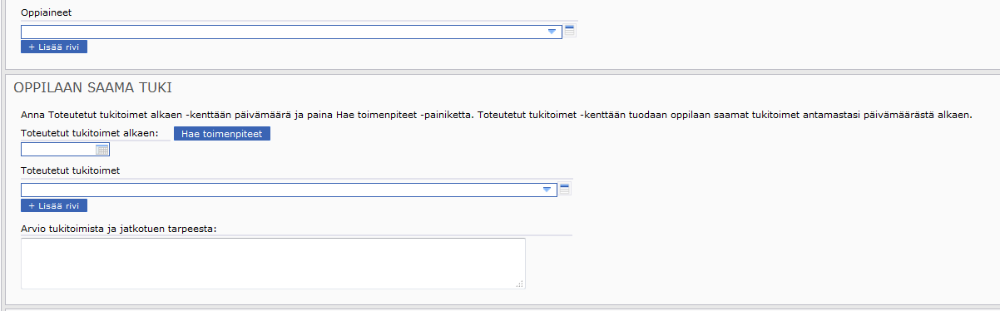 Oppiaineet
+ Lisää rivi
OPPILAAN SAAMA TUKI
Anna Toteutetut tukitoimet alkaen -kenttään päivämäärä ja paina Hae toimenpiteet -painiketta. Toteutetut tukitoimet -kenttään tuodaan oppilaan saamat tukitoimet antamastasi päivämäärästä alkaen.
Toteutetut tukitoimet alkaen: Hae toimenpiteet
Toteutetut tukitoimet
+ Lisää rivi
Arvio tukitoimista ja jatkotuen tarpeesta: